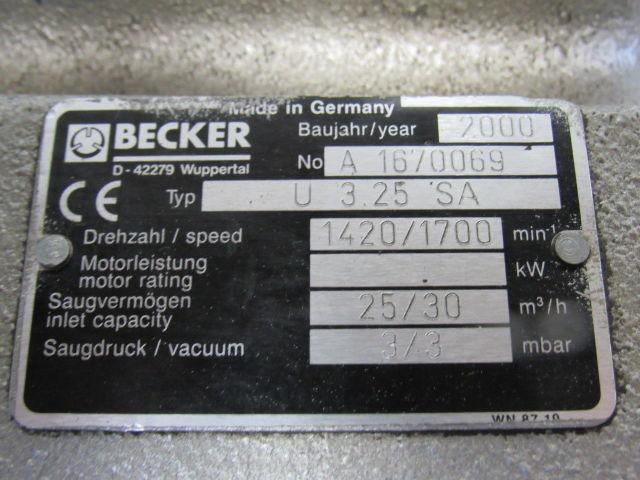 Made in Germany
BECKER
Baujahr/year 2000
D-42279 Wuppertal
No A 1670069
CE Typ U 3.25 SA
Drehzahl / speed 1420/1700 min-1
Motorleistung
motor rating kW
Saugvermögen
inlet capacity 25/30 m³/h
Saugdruck / vacuum 3/3 mbar
WN 87 19